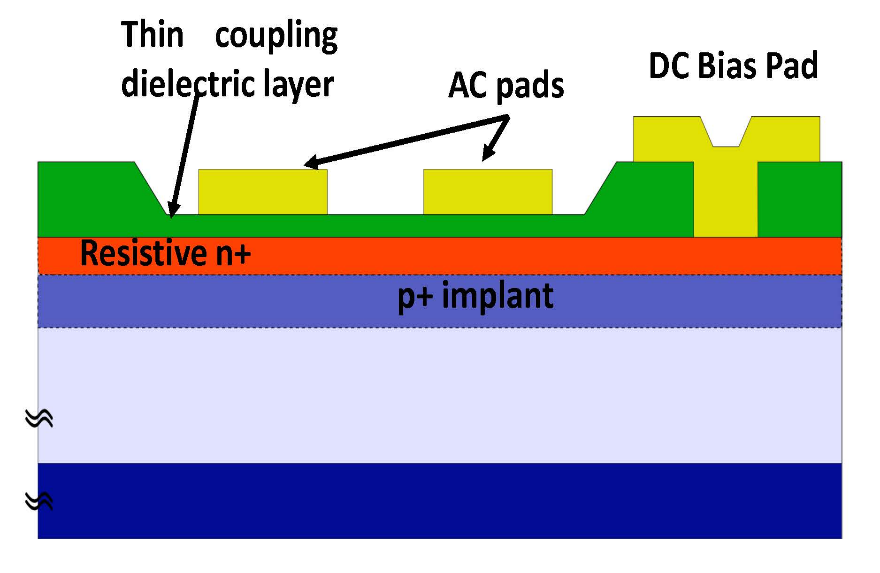 Thin coupling
dielectric layer
AC pads
DC Bias Pad
Resistive n+
p+ implant